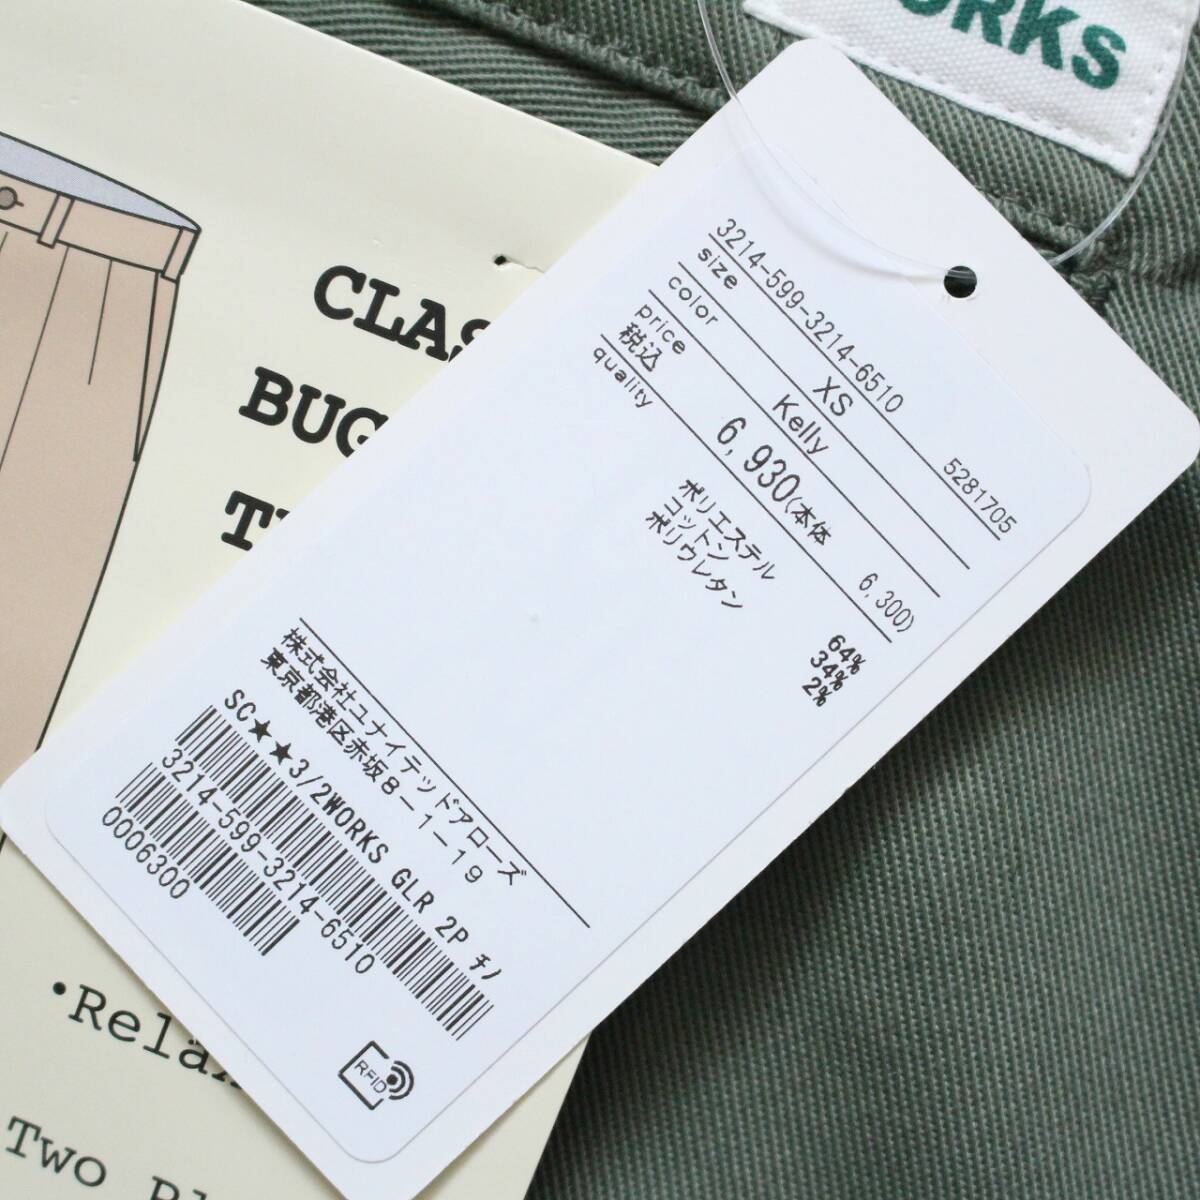 ORKS
CLAS
BUG
T
•Rela
Two
3214-599-3214-6510 5281705
size XS
color Kelly
price 6,930(本体 6,300)
税込
quality
ポリエステル 64%
コットン 34%
ポリウレタン 2%
株式会社ユナイテッドアローズ
東京都港区赤坂8-1-19
SC★★3/2WORKS GLR 2P チノ
3214-599-3214-6510
0006300
RFID